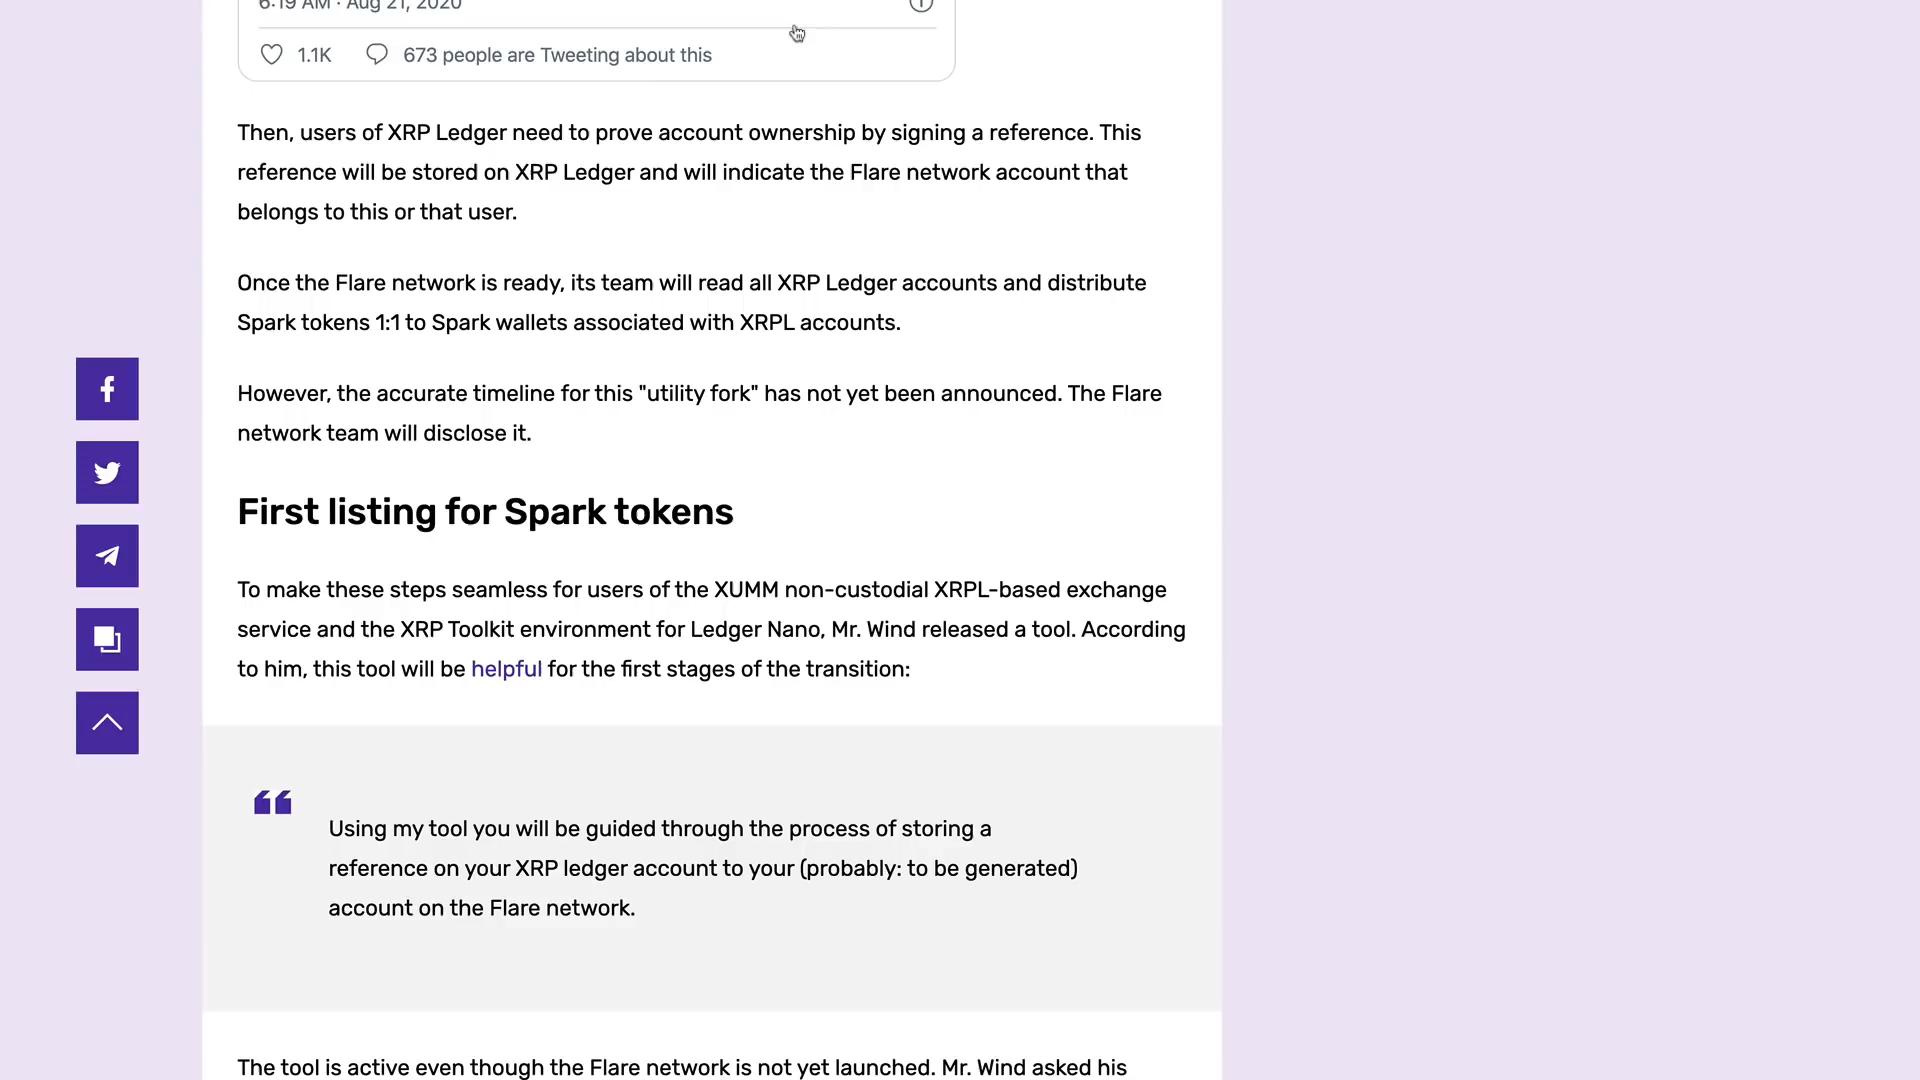 6:19 AM · Aug 21, 2020
1.1K 673 people are Tweeting about this
Then, users of XRP Ledger need to prove account ownership by signing a reference. This
reference will be stored on XRP Ledger and will indicate the Flare network account that
belongs to this or that user.
Once the Flare network is ready, its team will read all XRP Ledger accounts and distribute
Spark tokens 1:1 to Spark wallets associated with XRPL accounts.
However, the accurate timeline for this "utility fork" has not yet been announced. The Flare
network team will disclose it.
First listing for Spark tokens
To make these steps seamless for users of the XUMM non-custodial XRPL-based exchange
service and the XRP Toolkit environment for Ledger Nano, Mr. Wind released a tool. According
to him, this tool will be helpful for the first stages of the transition:
Using my tool you will be guided through the process of storing a
reference on your XRP ledger account to your (probably: to be generated)
account on the Flare network.
The tool is active even though the Flare network is not yet launched. Mr. Wind asked his